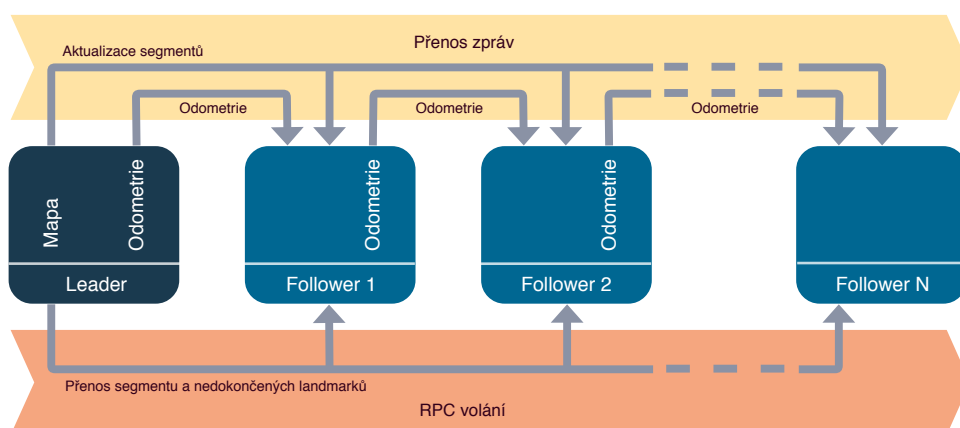 Přenos zpráv
Aktualizace segmentů
Odometrie
Odometrie
Odometrie
Mapa
Odometrie
Odometrie
Odometrie
Leader
Follower 1
Follower 2
Follower N
Přenos segmentu a nedokončených landmarků
RPC volání